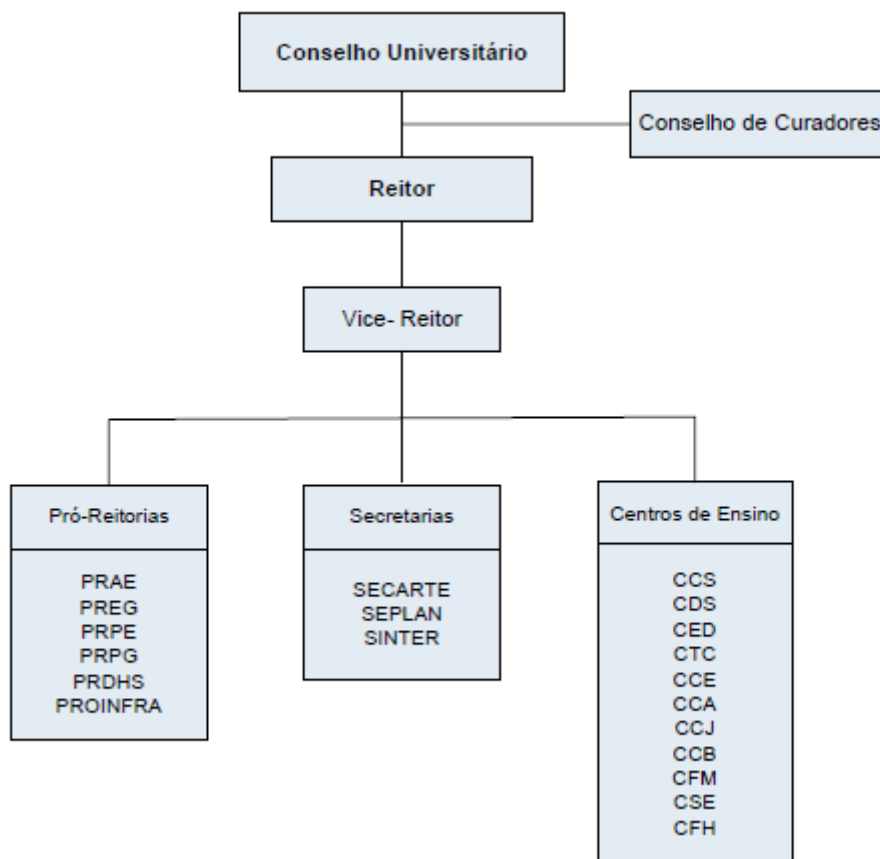 Conselho Universitário
Conselho de Curadores
Reitor
Vice- Reitor
Pró-Reitorias
PRAE
PREG
PRPE
PRPG
PRDHS
PROINFRA
Secretarias
SECARTE
SEPLAN
SINTER
Centros de Ensino
CCS
CDS
CED
CTC
CCE
CCA
CCJ
CCB
CFM
CSE
CFH